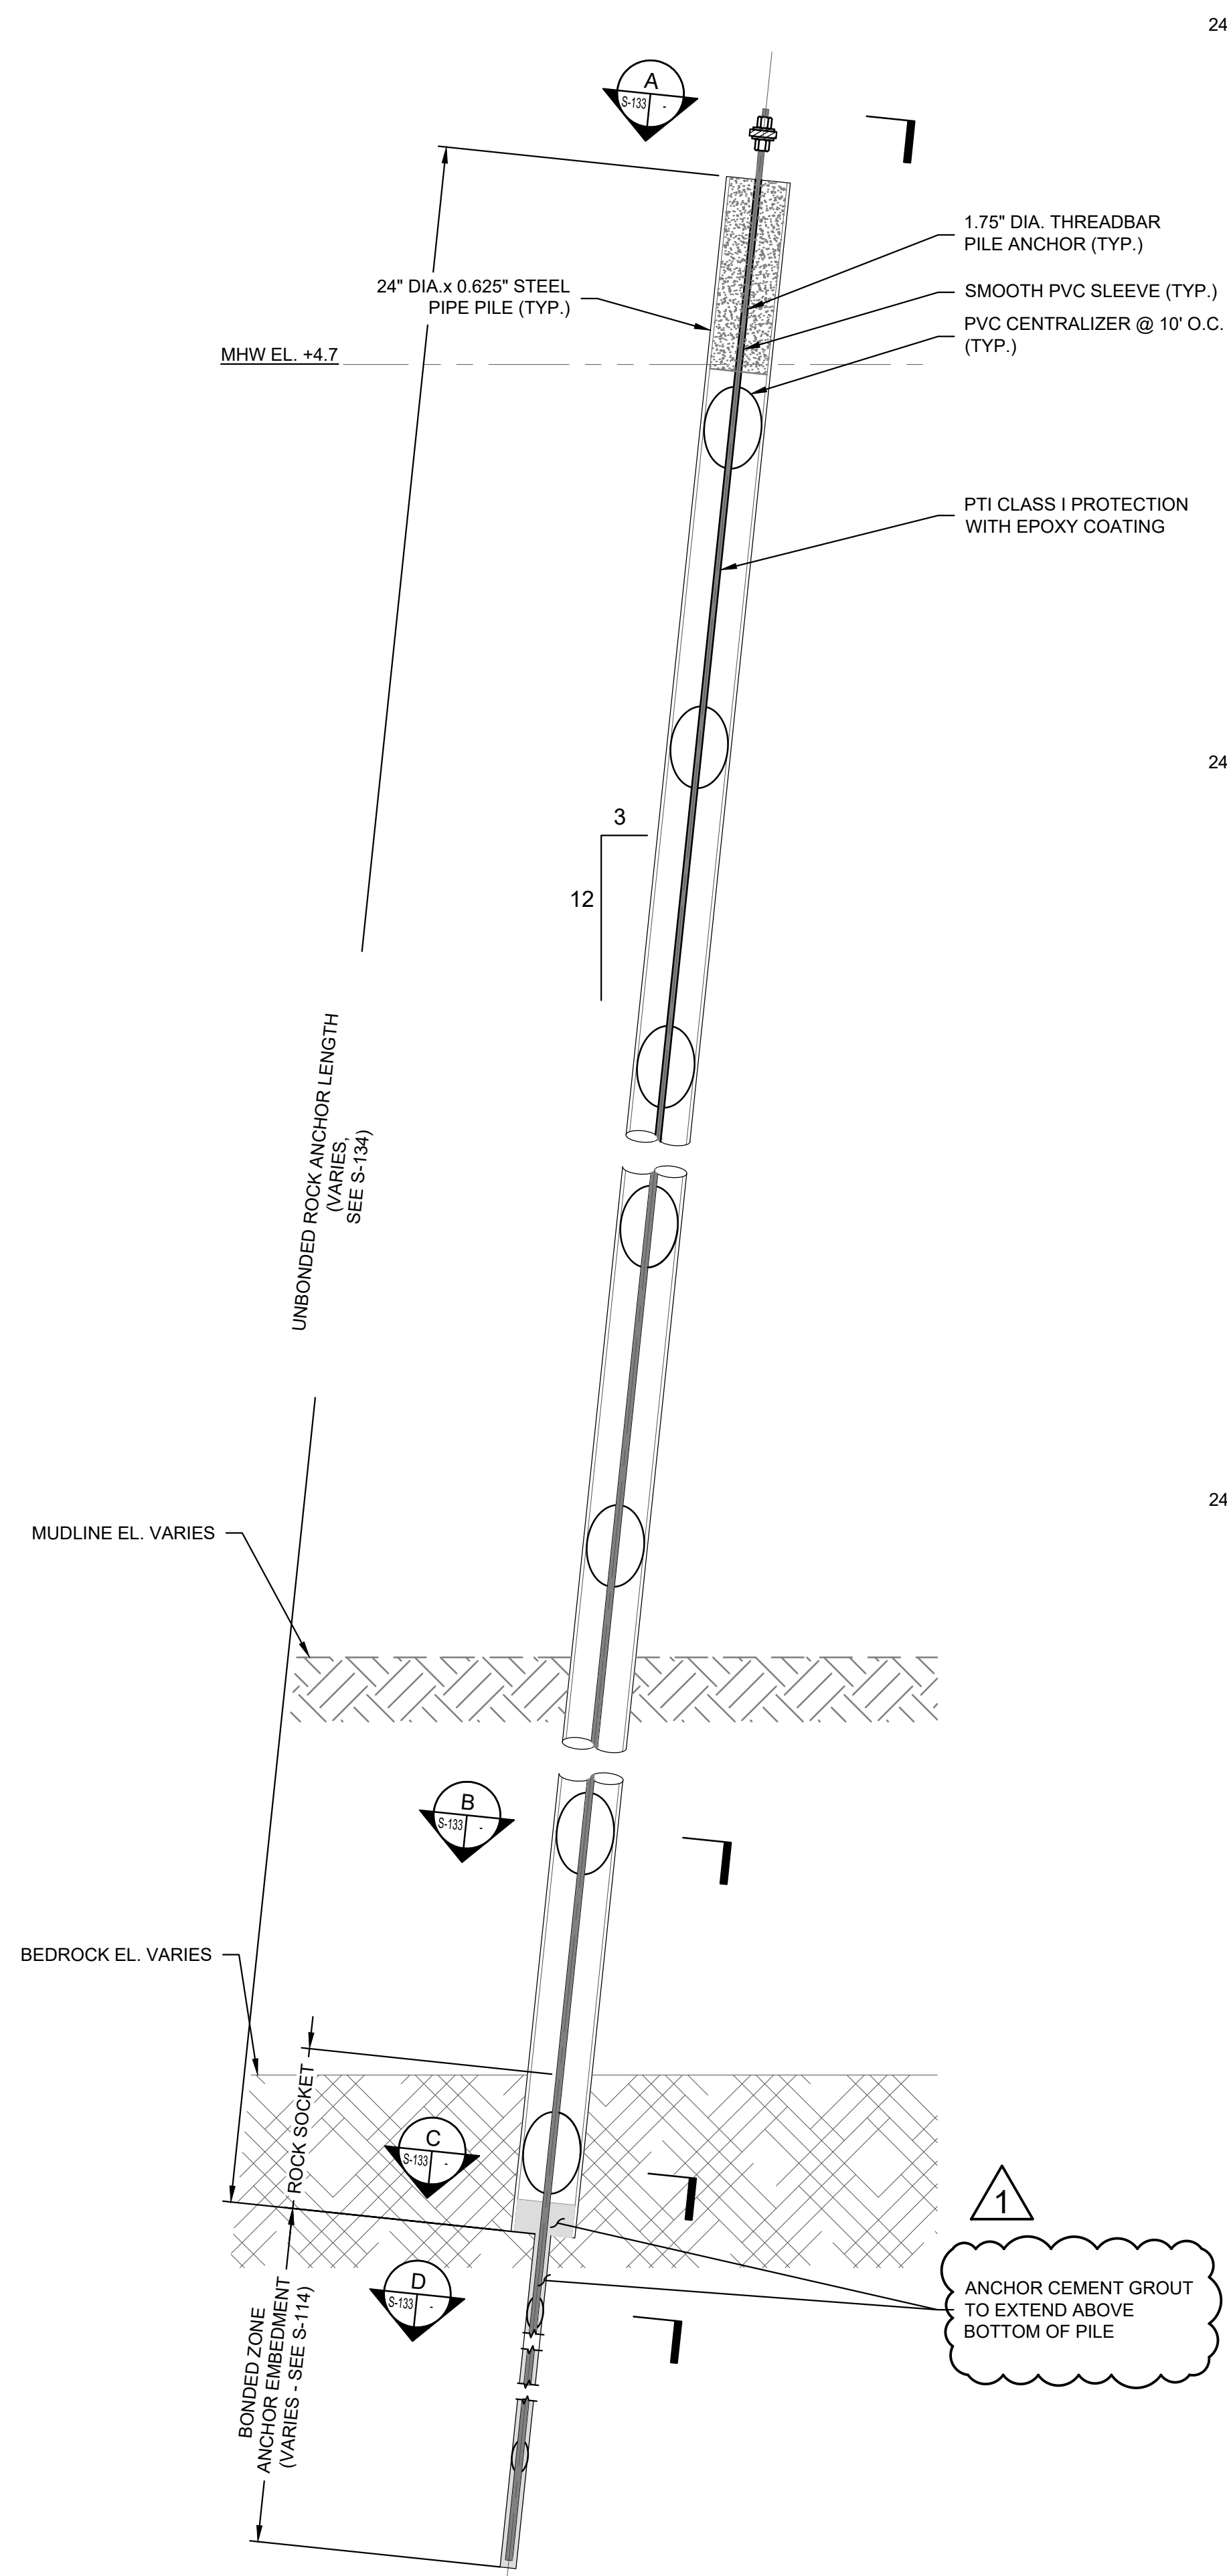 24
A
S-133 -
1.75" DIA. THREADBAR
PILE ANCHOR (TYP.)
24" DIA.x 0.625" STEEL
PIPE PILE (TYP.)
SMOOTH PVC SLEEVE (TYP.)
PVC CENTRALIZER @ 10' O.C.
(TYP.)
MHW EL. +4.7
PTI CLASS I PROTECTION
WITH EPOXY COATING
24
3
12
UNBONDED ROCK ANCHOR LENGTH
(VARIES,
SEE S-134)
24
MUDLINE EL. VARIES
B
S-133 -
BEDROCK EL. VARIES
ROCK SOCKET
C
S-133 -
1
D
S-133 -
ANCHOR CEMENT GROUT
TO EXTEND ABOVE
BOTTOM OF PILE
BONDED ZONE
ANCHOR EMBEDMENT
(VARIES - SEE S-114)